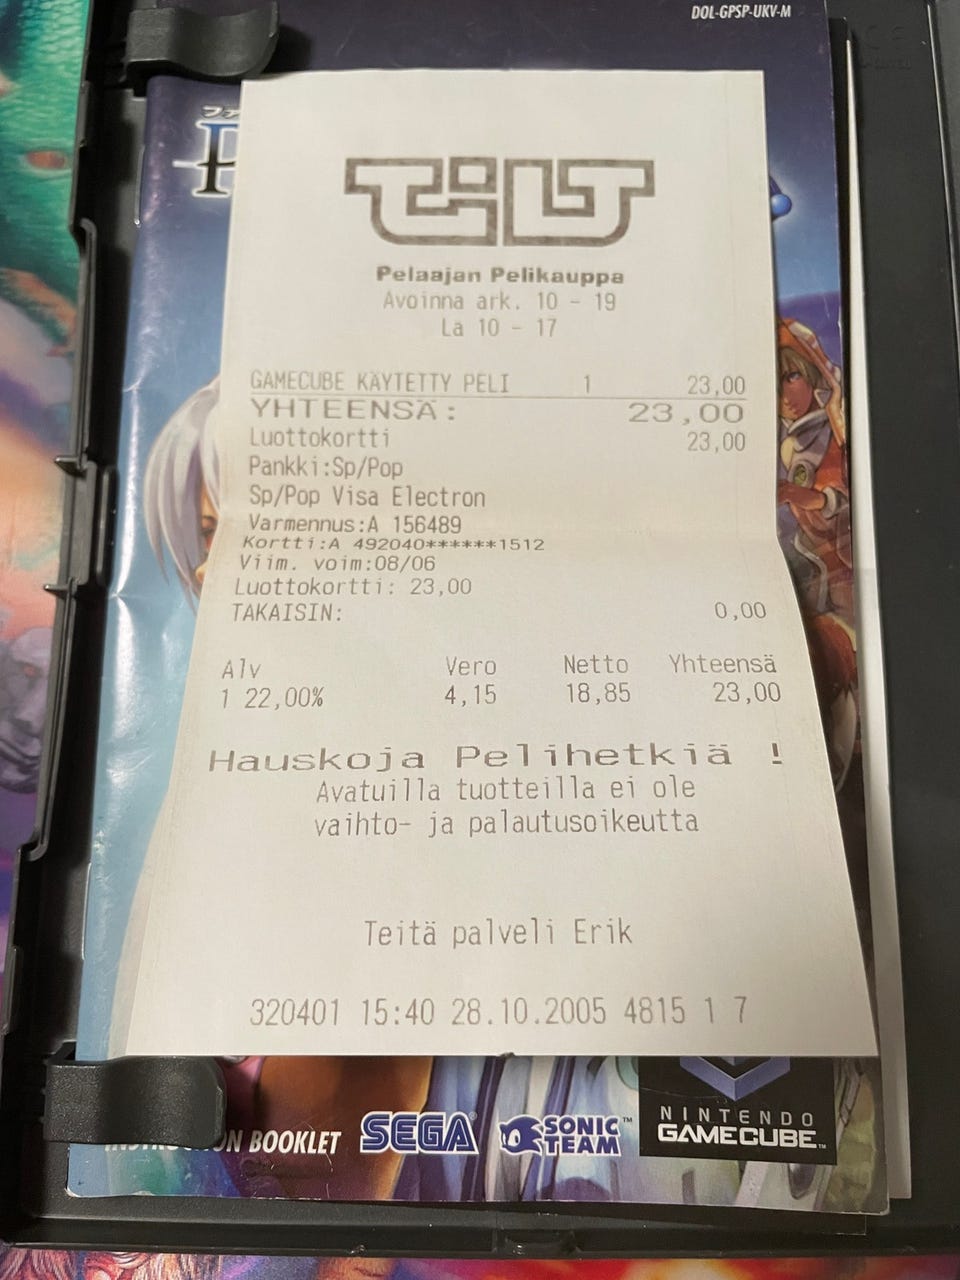 DOL-GPSP-UKV-M
TiLT
Pelaajan Pelikauppa
Avoinna ark. 10 - 19
La 10 - 17
GAMECUBE KÄYTETTY PELI 1 23,00
YHTEENSÄ: 23,00
Luottokortti 23,00
Pankki:Sp/Pop
Sp/Pop Visa Electron
Varmennus:A 156489
Kortti:A 492040******1512
Viim. voim:08/06
Luottokortti: 23,00
TAKAISIN: 0,00
Alv Vero Netto Yhteensä
1 22,00% 4,15 18,85 23,00
Hauskoja Pelihetkiä !
Avatuilla tuotteilla ei ole
vaihto- ja palautusoikeutta
Teitä palveli Erik
320401 15:40 28.10.2005 4815 1 7
INSTRUCTION BOOKLET SEGA® SONIC TEAM™ NINTENDO GAMECUBE™